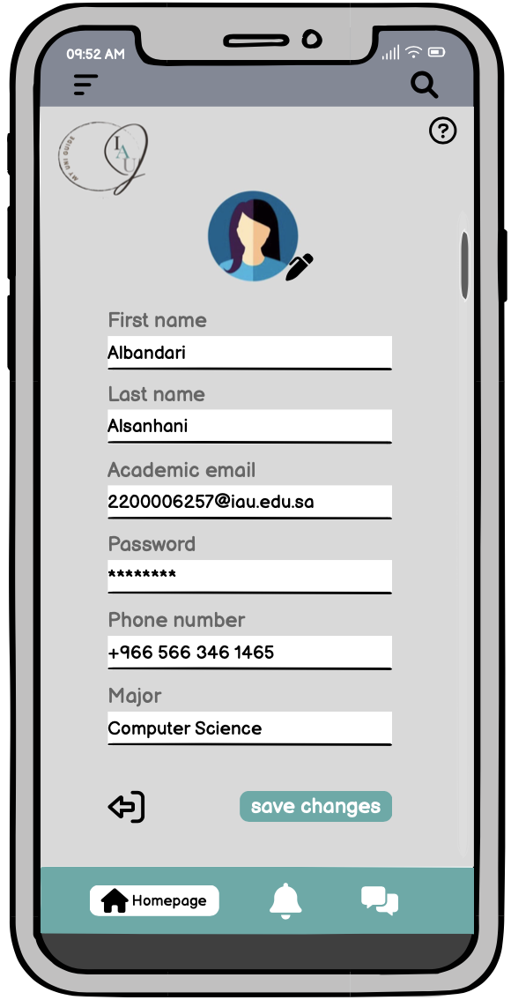 09:52 AM
MY UNI GUIDE
IAU
First name
Albandari
Last name
Alsanhani
Academic email
2200006257@iau.edu.sa
Password
********
Phone number
+966 566 346 1465
Major
Computer Science
save changes
Homepage